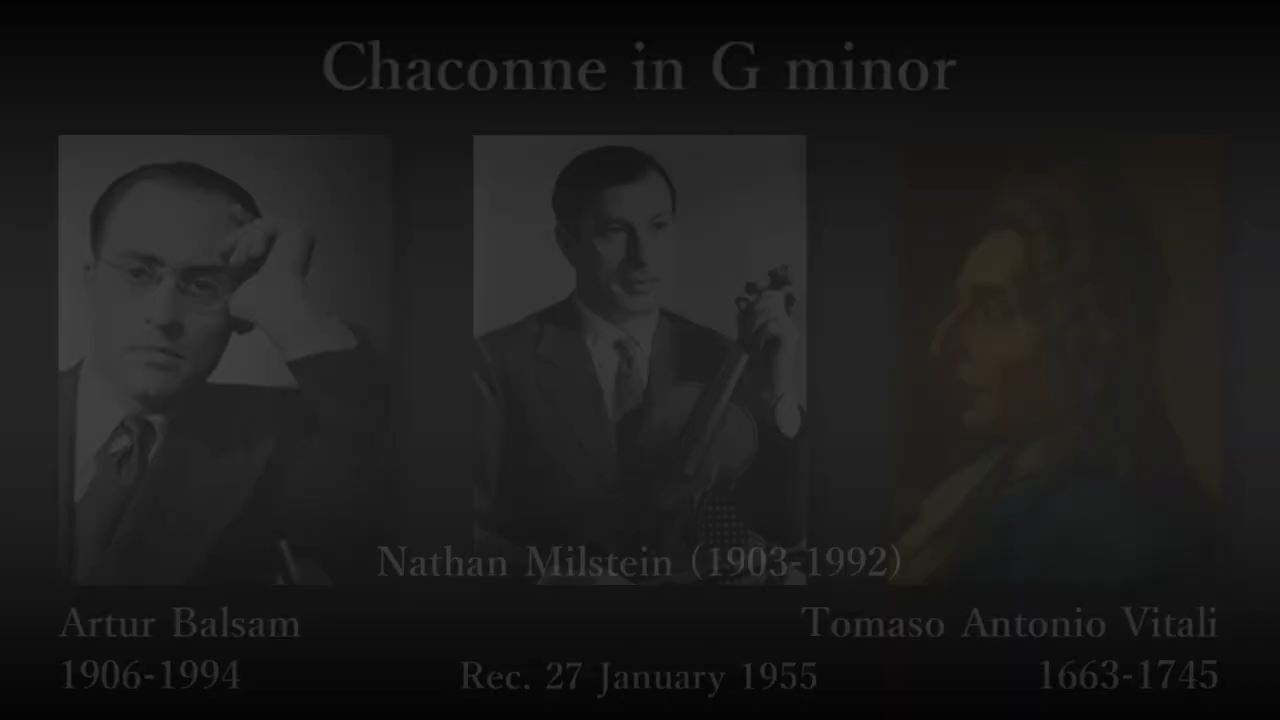 Chaconne in G minor
Nathan Milstein (1903-1992)
Artur Balsam
1906-1994
Rec. 27 January 1955
Tomaso Antonio Vitali
1663-1745